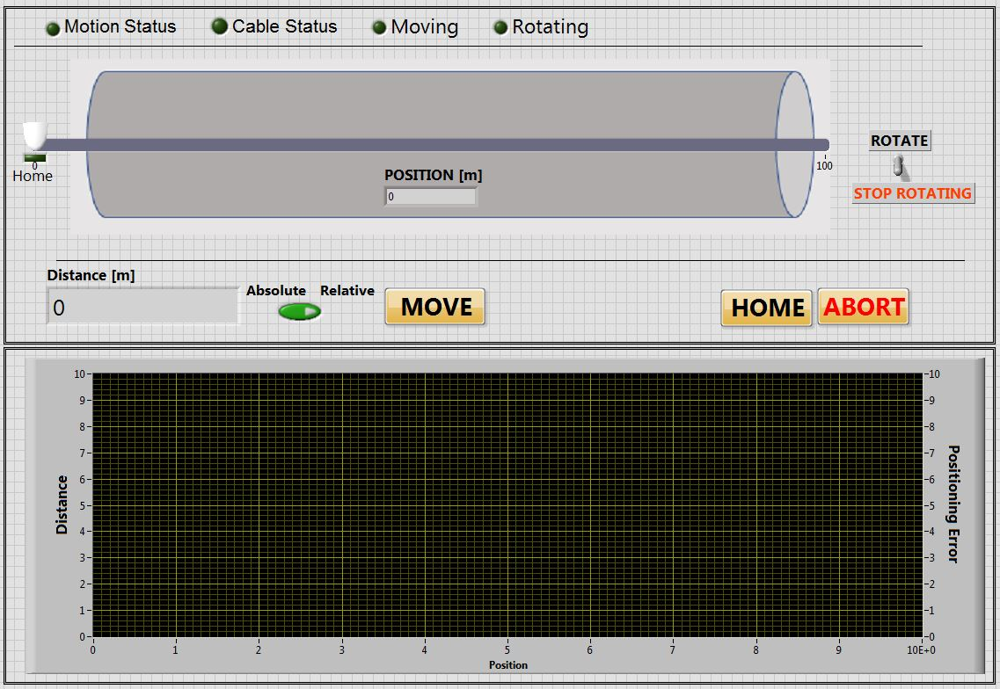 Motion Status Cable Status Moving Rotating
ROTATE
0 100
Home
POSITION [m]
0
STOP ROTATING
Distance [m]
0
Absolute Relative
MOVE
HOME ABORT
10 10
9 9
8 8
7 7
6 6
5 5
4 4
3 3
2 2
1 1
0 0
Distance
Positioning Error
0 1 2 3 4 5 6 7 8 9 10E+0
Position